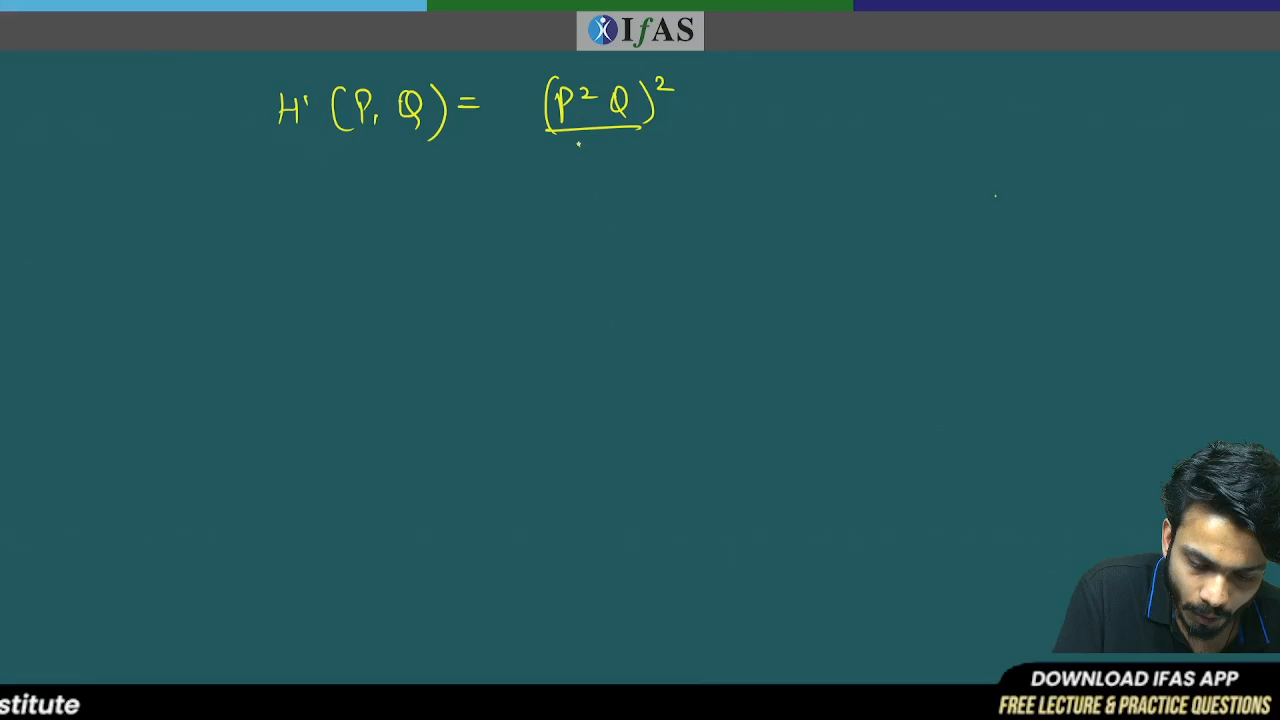 IfAS
H' (P, Q) = (P² Q)²
DOWNLOAD IFAS APP
FREE LECTURE & PRACTICE QUESTIONS
stitute